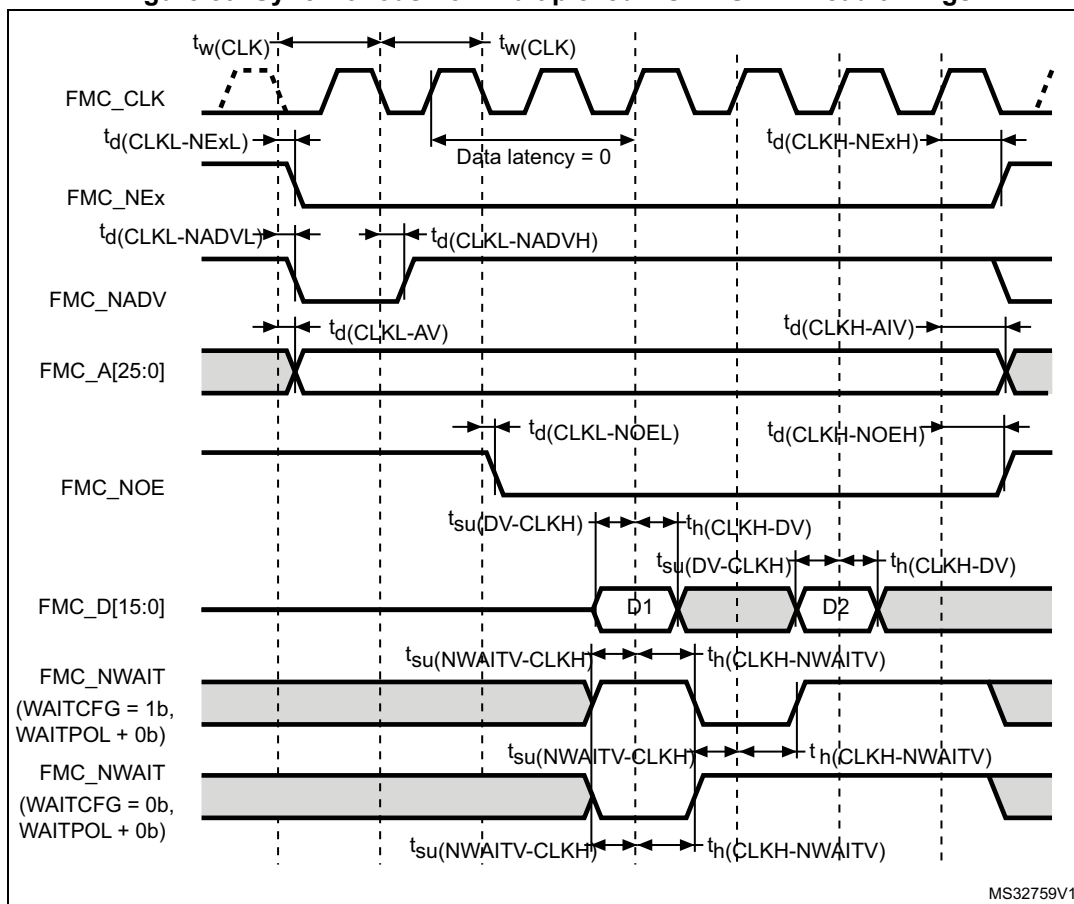 tw(CLK) tw(CLK)
FMC_CLK
td(CLKL-NExL) Data latency = 0 td(CLKH-NExH)
FMC_NEx
td(CLKL-NADVL) td(CLKL-NADVH)
FMC_NADV
td(CLKL-AV) td(CLKH-AIV)
FMC_A[25:0]
td(CLKL-NOEL) td(CLKH-NOEH)
FMC_NOE
tsu(DV-CLKH) th(CLKH-DV)
tsu(DV-CLKH) th(CLKH-DV)
FMC_D[15:0] D1 D2
tsu(NWAITV-CLKH) th(CLKH-NWAITV)
FMC_NWAIT
(WAITCFG = 1b,
WAITPOL + 0b)
tsu(NWAITV-CLKH) th(CLKH-NWAITV)
FMC_NWAIT
(WAITCFG = 0b,
WAITPOL + 0b)
tsu(NWAITV-CLKH) th(CLKH-NWAITV)
MS32759V1